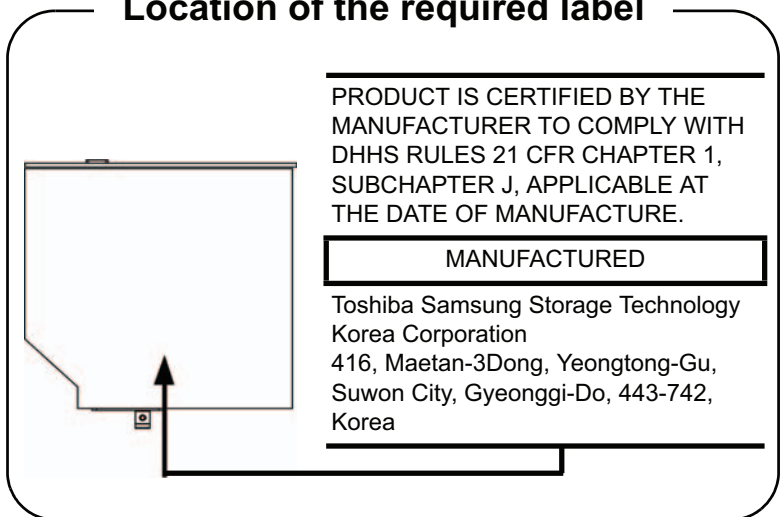 Location of the required label
PRODUCT IS CERTIFIED BY THE
MANUFACTURER TO COMPLY WITH
DHHS RULES 21 CFR CHAPTER 1,
SUBCHAPTER J, APPLICABLE AT
THE DATE OF MANUFACTURE.
MANUFACTURED
Toshiba Samsung Storage Technology
Korea Corporation
416, Maetan-3Dong, Yeongtong-Gu,
Suwon City, Gyeonggi-Do, 443-742,
Korea